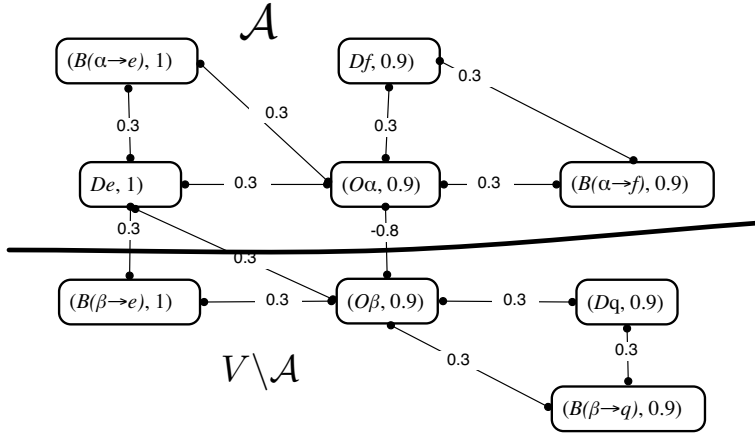 𝒜
(B(α→e), 1)
Df, 0.9)
0.3
0.3
0.3
0.3
De, 1)
0.3
(Oα, 0.9)
0.3
(B(α→f), 0.9)
0.3
-0.8
0.3
(B(β→e), 1)
0.3
(Oβ, 0.9)
0.3
(Dq, 0.9)
0.3
0.3
V\𝒜
(B(β→q), 0.9)